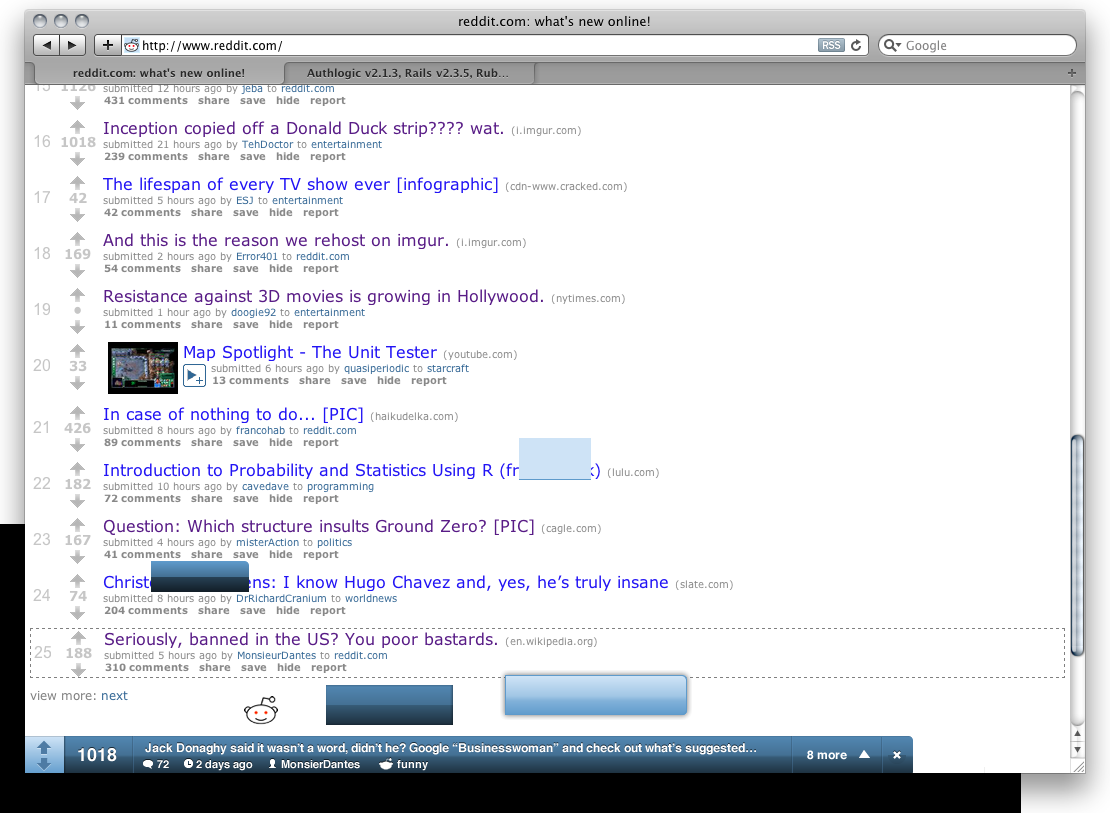 reddit.com: what's new online!
http://www.reddit.com/
RSS
Google
reddit.com: what's new online!
Authlogic v2.1.3, Rails v2.3.5, Rub...
15 1126 submitted 12 hours ago by jeba to reddit.com
431 comments share save hide report
Inception copied off a Donald Duck strip???? wat. (i.imgur.com)
16 1018 submitted 21 hours ago by TehDoctor to entertainment
239 comments share save hide report
The lifespan of every TV show ever [infographic] (cdn-www.cracked.com)
17 42 submitted 5 hours ago by ESJ to entertainment
42 comments share save hide report
And this is the reason we rehost on imgur. (i.imgur.com)
18 169 submitted 2 hours ago by Error401 to reddit.com
54 comments share save hide report
Resistance against 3D movies is growing in Hollywood. (nytimes.com)
19 • submitted 1 hour ago by doogie92 to entertainment
11 comments share save hide report
Map Spotlight - The Unit Tester (youtube.com)
20 33 submitted 6 hours ago by quasiperiodic to starcraft
13 comments share save hide report
In case of nothing to do... [PIC] (haikudelka.com)
21 426 submitted 8 hours ago by francohab to reddit.com
89 comments share save hide report
Introduction to Probability and Statistics Using R (lulu.com)
22 182 submitted 10 hours ago by cavedave to programming
72 comments share save hide report
Question: Which structure insults Ground Zero? [PIC] (cagle.com)
23 167 submitted 4 hours ago by misterAction to politics
41 comments share save hide report
I know Hugo Chavez and, yes, he’s truly insane (slate.com)
24 74 submitted 8 hours ago by DrRichardCranium to worldnews
204 comments share save hide report
Seriously, banned in the US? You poor bastards. (en.wikipedia.org)
25 188 submitted 5 hours ago by MonsieurDantes to reddit.com
310 comments share save hide report
view more: next
1018 Jack Donaghy said it wasn’t a word, didn’t he? Google “Businesswoman” and check out what’s suggested...
72 2 days ago MonsierDantes funny
8 more